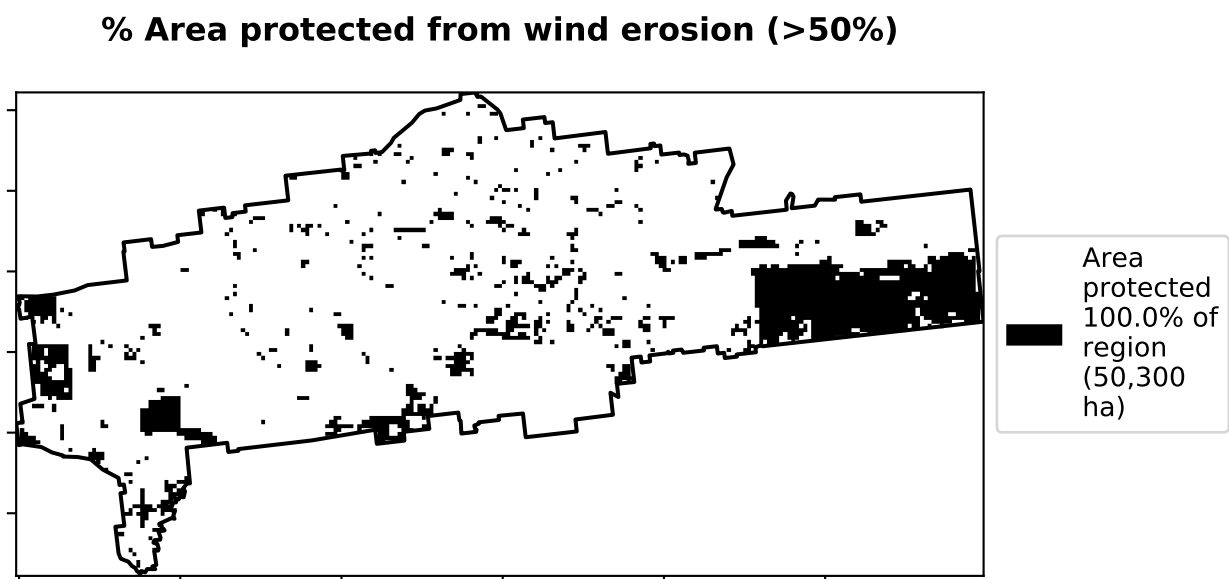 % Area protected from wind erosion (>50%)
Area
protected
100.0% of
region
(50,300
ha)